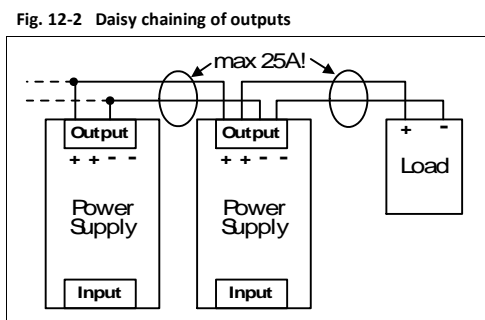 Fig. 12-2 Daisy chaining of outputs
max 25A!
Output
+ + - -
Power
Supply
Input
Output
+ + - -
Power
Supply
Input
+ -
Load